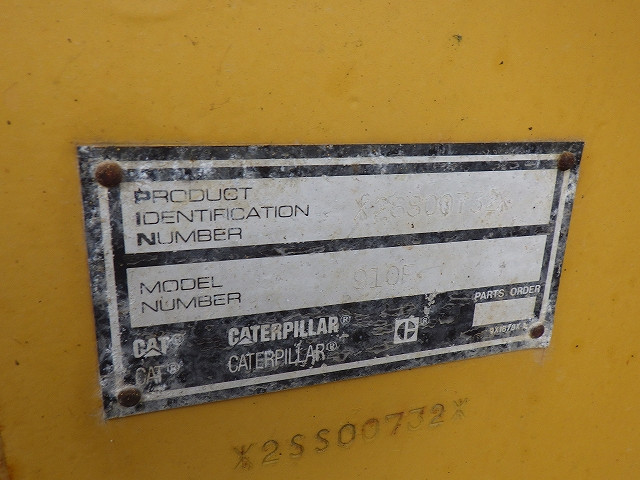 PRODUCT
IDENTIFICATION
NUMBER
*2SS00732*
MODEL
NUMBER
910F
PARTS ORDER
CAT® CATERPILLAR®
CAT® CATERPILLAR®
*2SS00732*